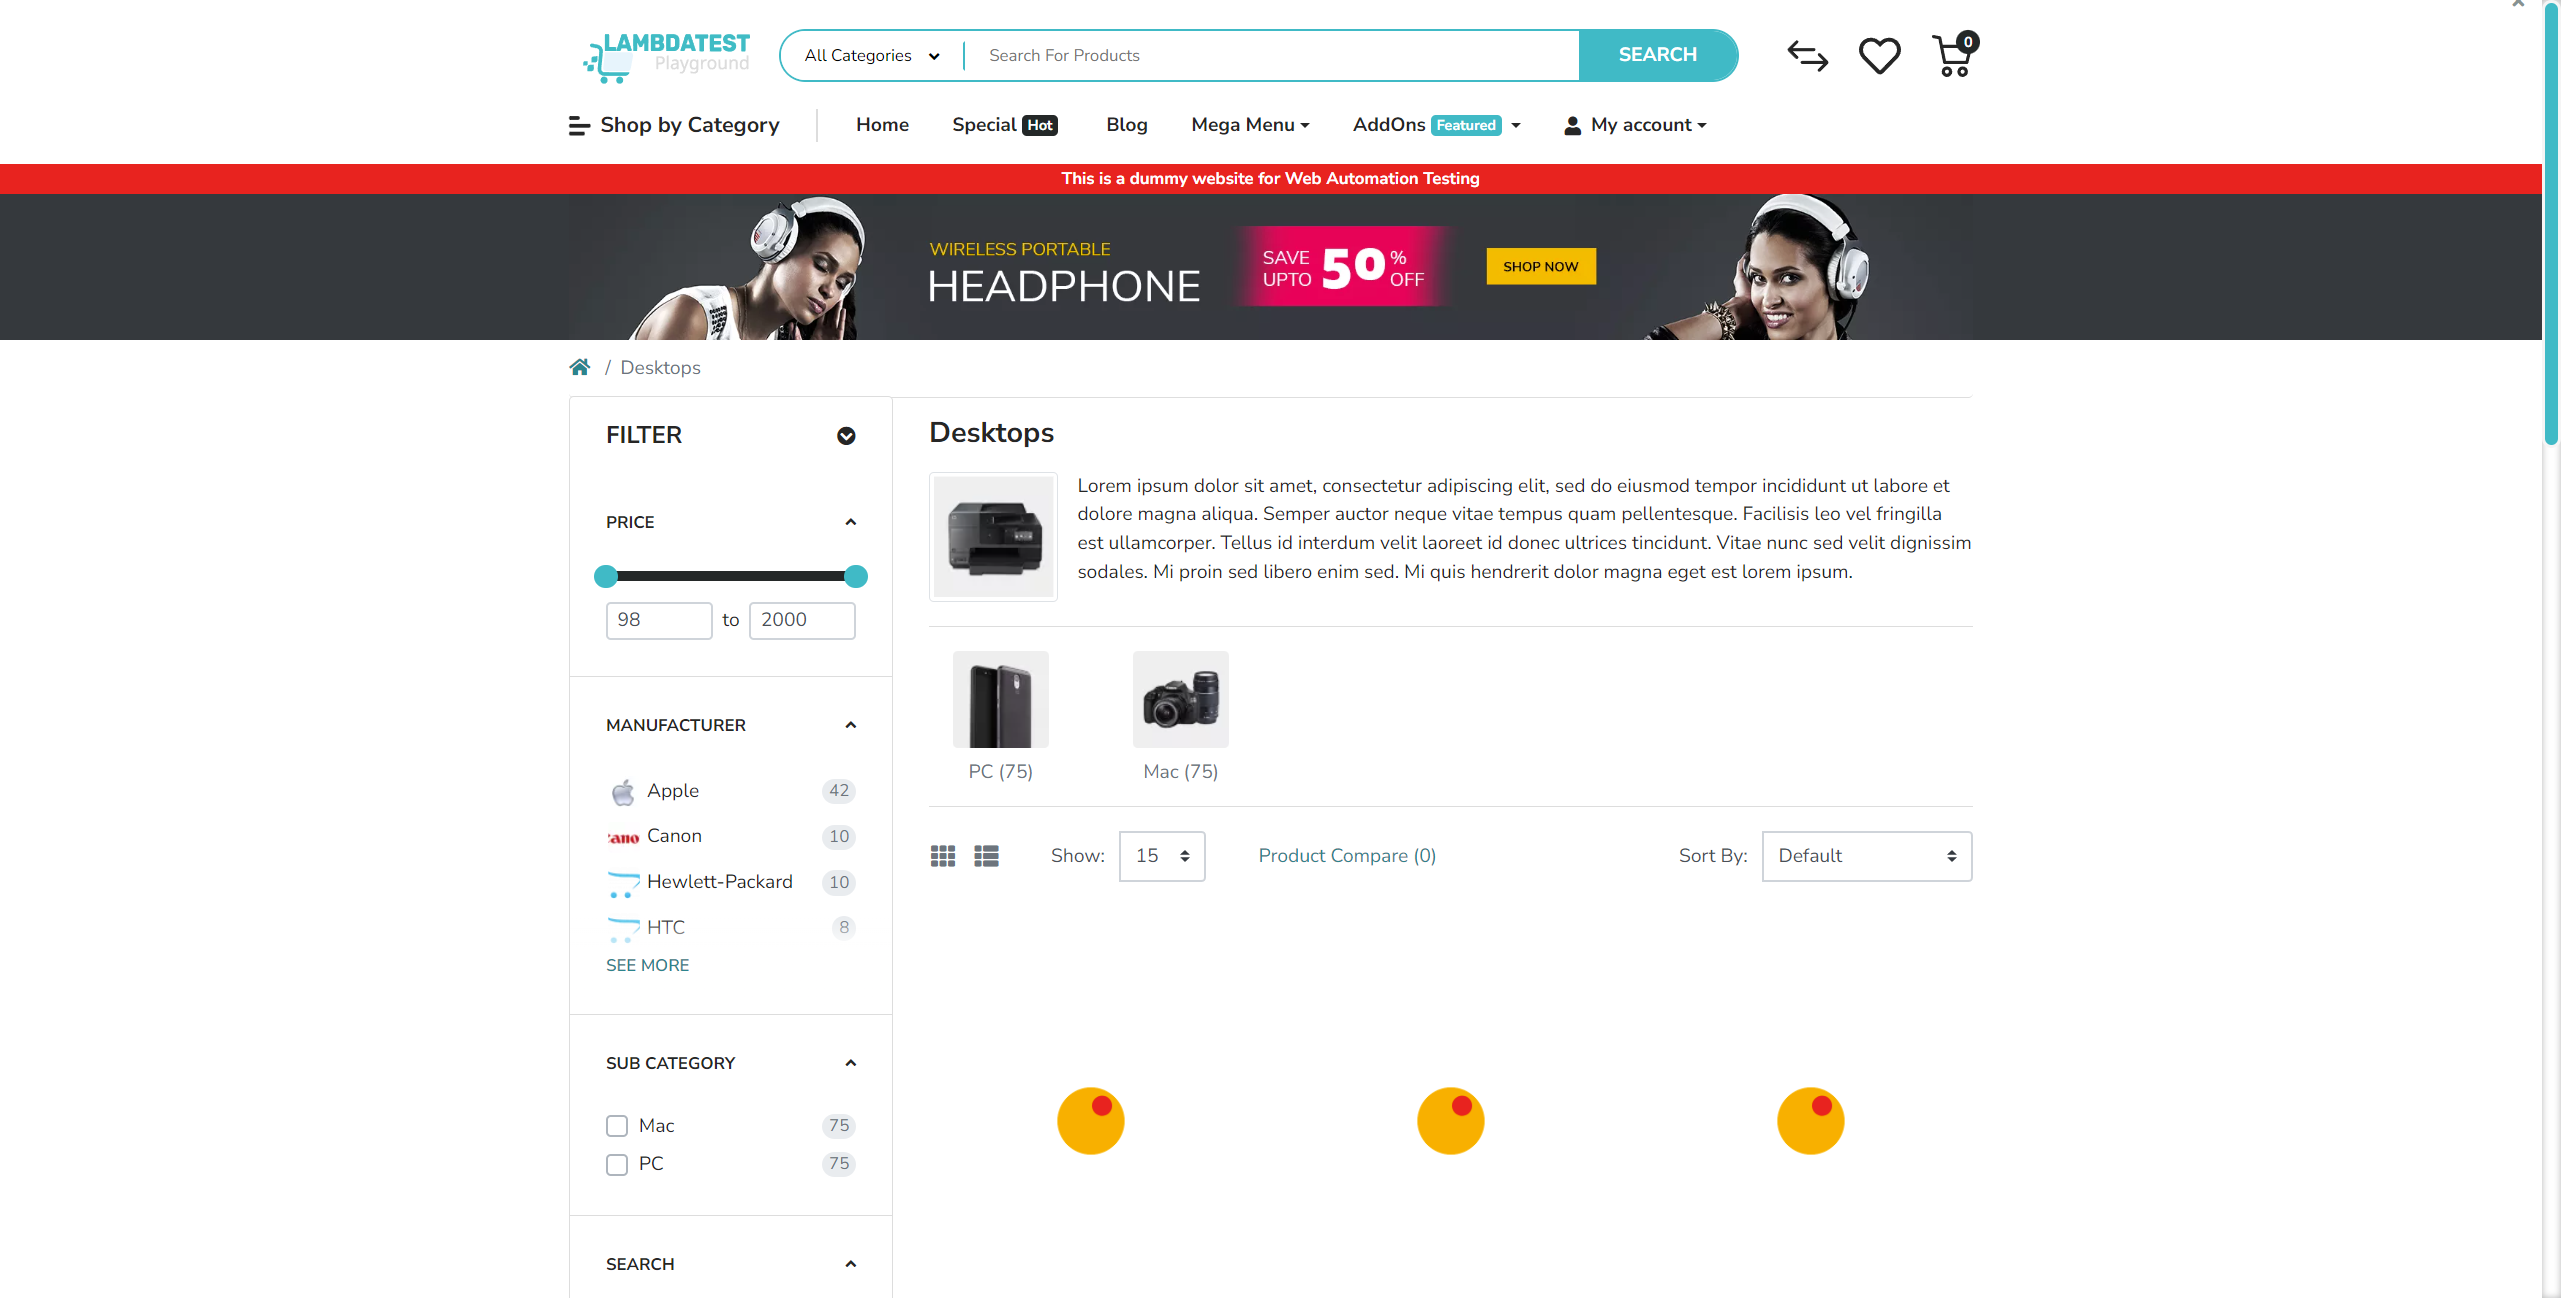 LAMBDATEST
Playground
All Categories
Search For Products
SEARCH
0
Shop by Category
Home
Special Hot
Blog
Mega Menu
AddOns Featured
My account
This is a dummy website for Web Automation Testing
WIRELESS PORTABLE
HEADPHONE
SAVE UPTO 50 % OFF
SHOP NOW
/ Desktops
FILTER
PRICE
98 to 2000
MANUFACTURER
Apple 42
Canon 10
Hewlett-Packard 10
HTC 8
SEE MORE
SUB CATEGORY
Mac 75
PC 75
SEARCH
Desktops
Lorem ipsum dolor sit amet, consectetur adipiscing elit, sed do eiusmod tempor incididunt ut labore et
dolore magna aliqua. Semper auctor neque vitae tempus quam pellentesque. Facilisis leo vel fringilla
est ullamcorper. Tellus id interdum velit laoreet id donec ultrices tincidunt. Vitae nunc sed velit dignissim
sodales. Mi proin sed libero enim sed. Mi quis hendrerit dolor magna eget est lorem ipsum.
PC (75)
Mac (75)
Show: 15
Product Compare (0)
Sort By: Default